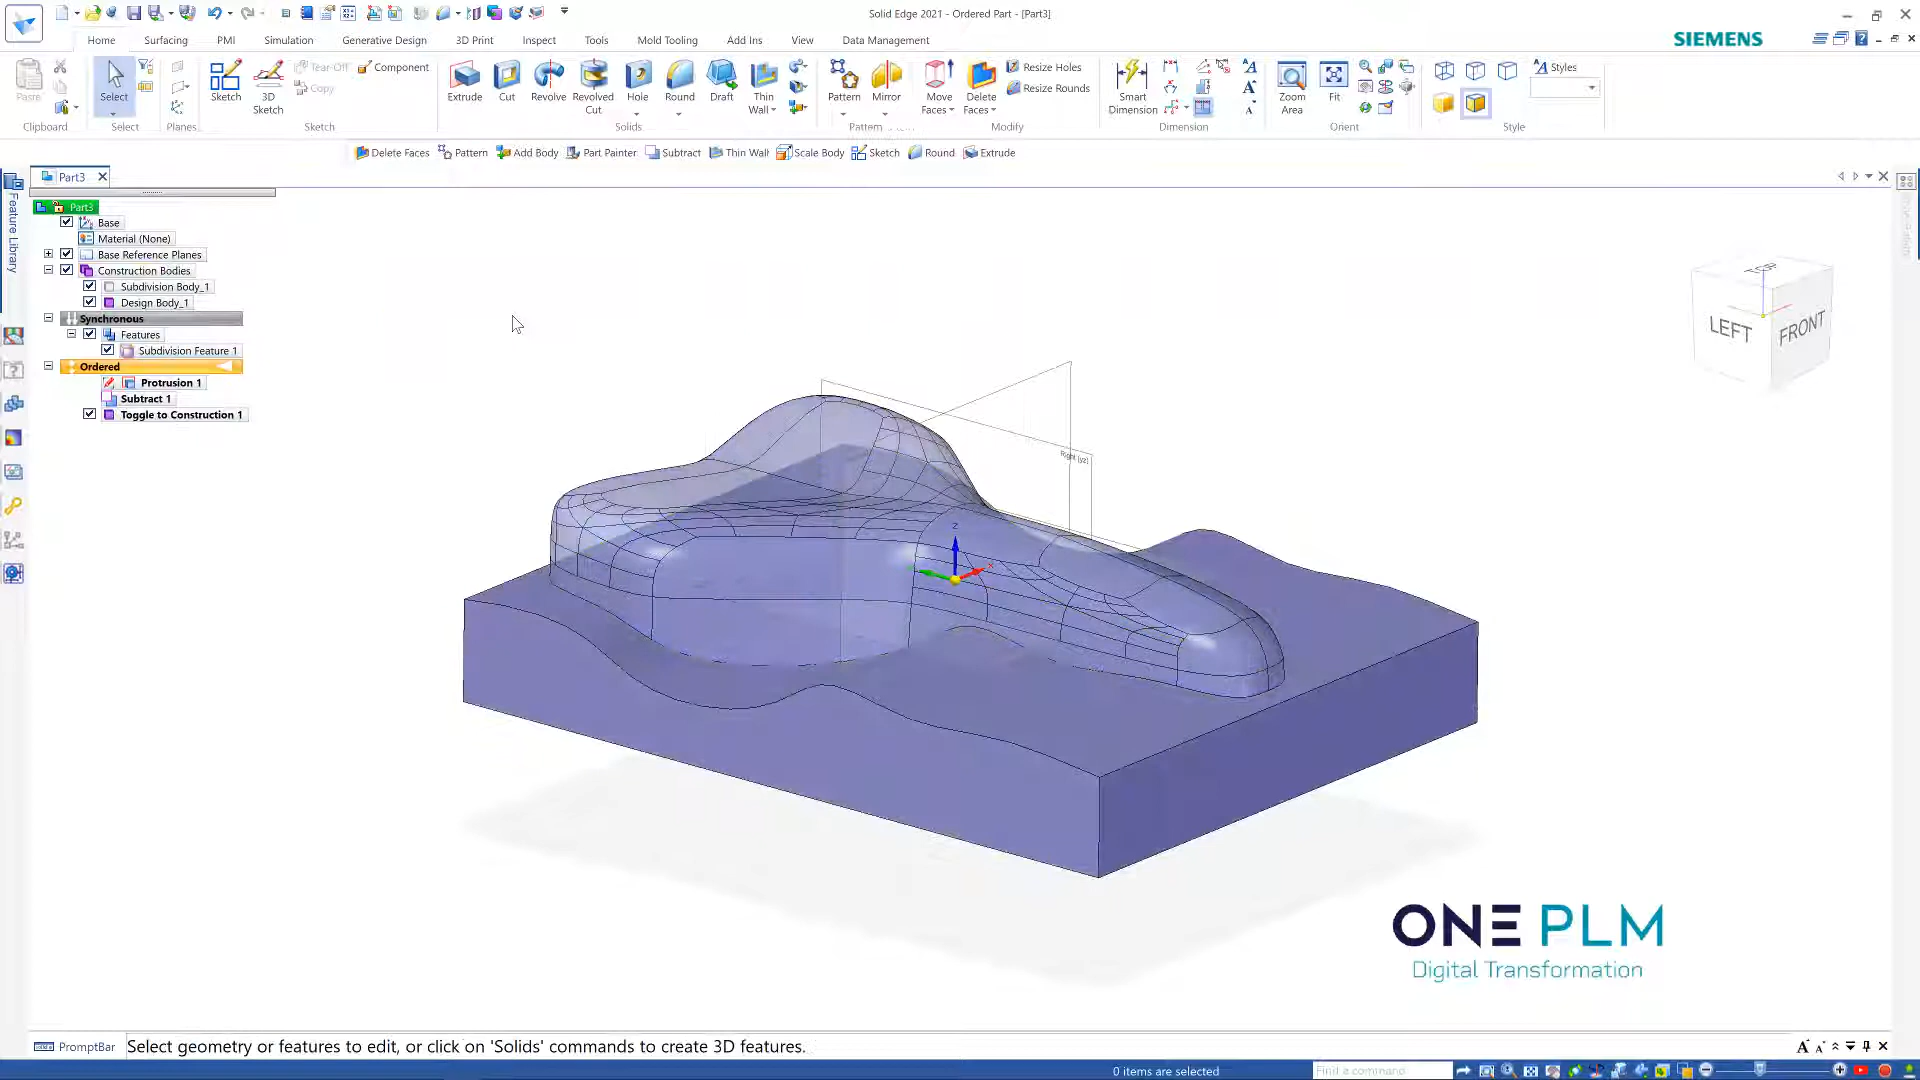 Solid Edge 2021 - Ordered Part - [Part3]
Home Surfacing PMI Simulation Generative Design 3D Print Inspect Tools Mold Tooling Add Ins View Data Management
SIEMENS
Paste Select Sketch 3D Sketch Tear-Off Copy Component Extrude Cut Revolve Revolved Cut Hole Round Draft Thin Wall Pattern Mirror Move Faces Delete Faces Resize Holes Resize Rounds Smart Dimension Zoom Area Fit Styles
Clipboard Select Planes Sketch Solids Pattern Modify Dimension Orient Style
Delete Faces Pattern Add Body Part Painter Subtract Thin Wall Scale Body Sketch Round Extrude
Part3
Feature Library
Part3
Base
Material (None)
Base Reference Planes
Construction Bodies
Subdivision Body_1
Design Body_1
Synchronous
Features
Subdivision Feature 1
Ordered
Protrusion 1
Subtract 1
Toggle to Construction 1
TOP
LEFT FRONT
Right (yz)
Z
X
ONE PLM
Digital Transformation
PromptBar Select geometry or features to edit, or click on 'Solids' commands to create 3D features.
0 items are selected Find a command